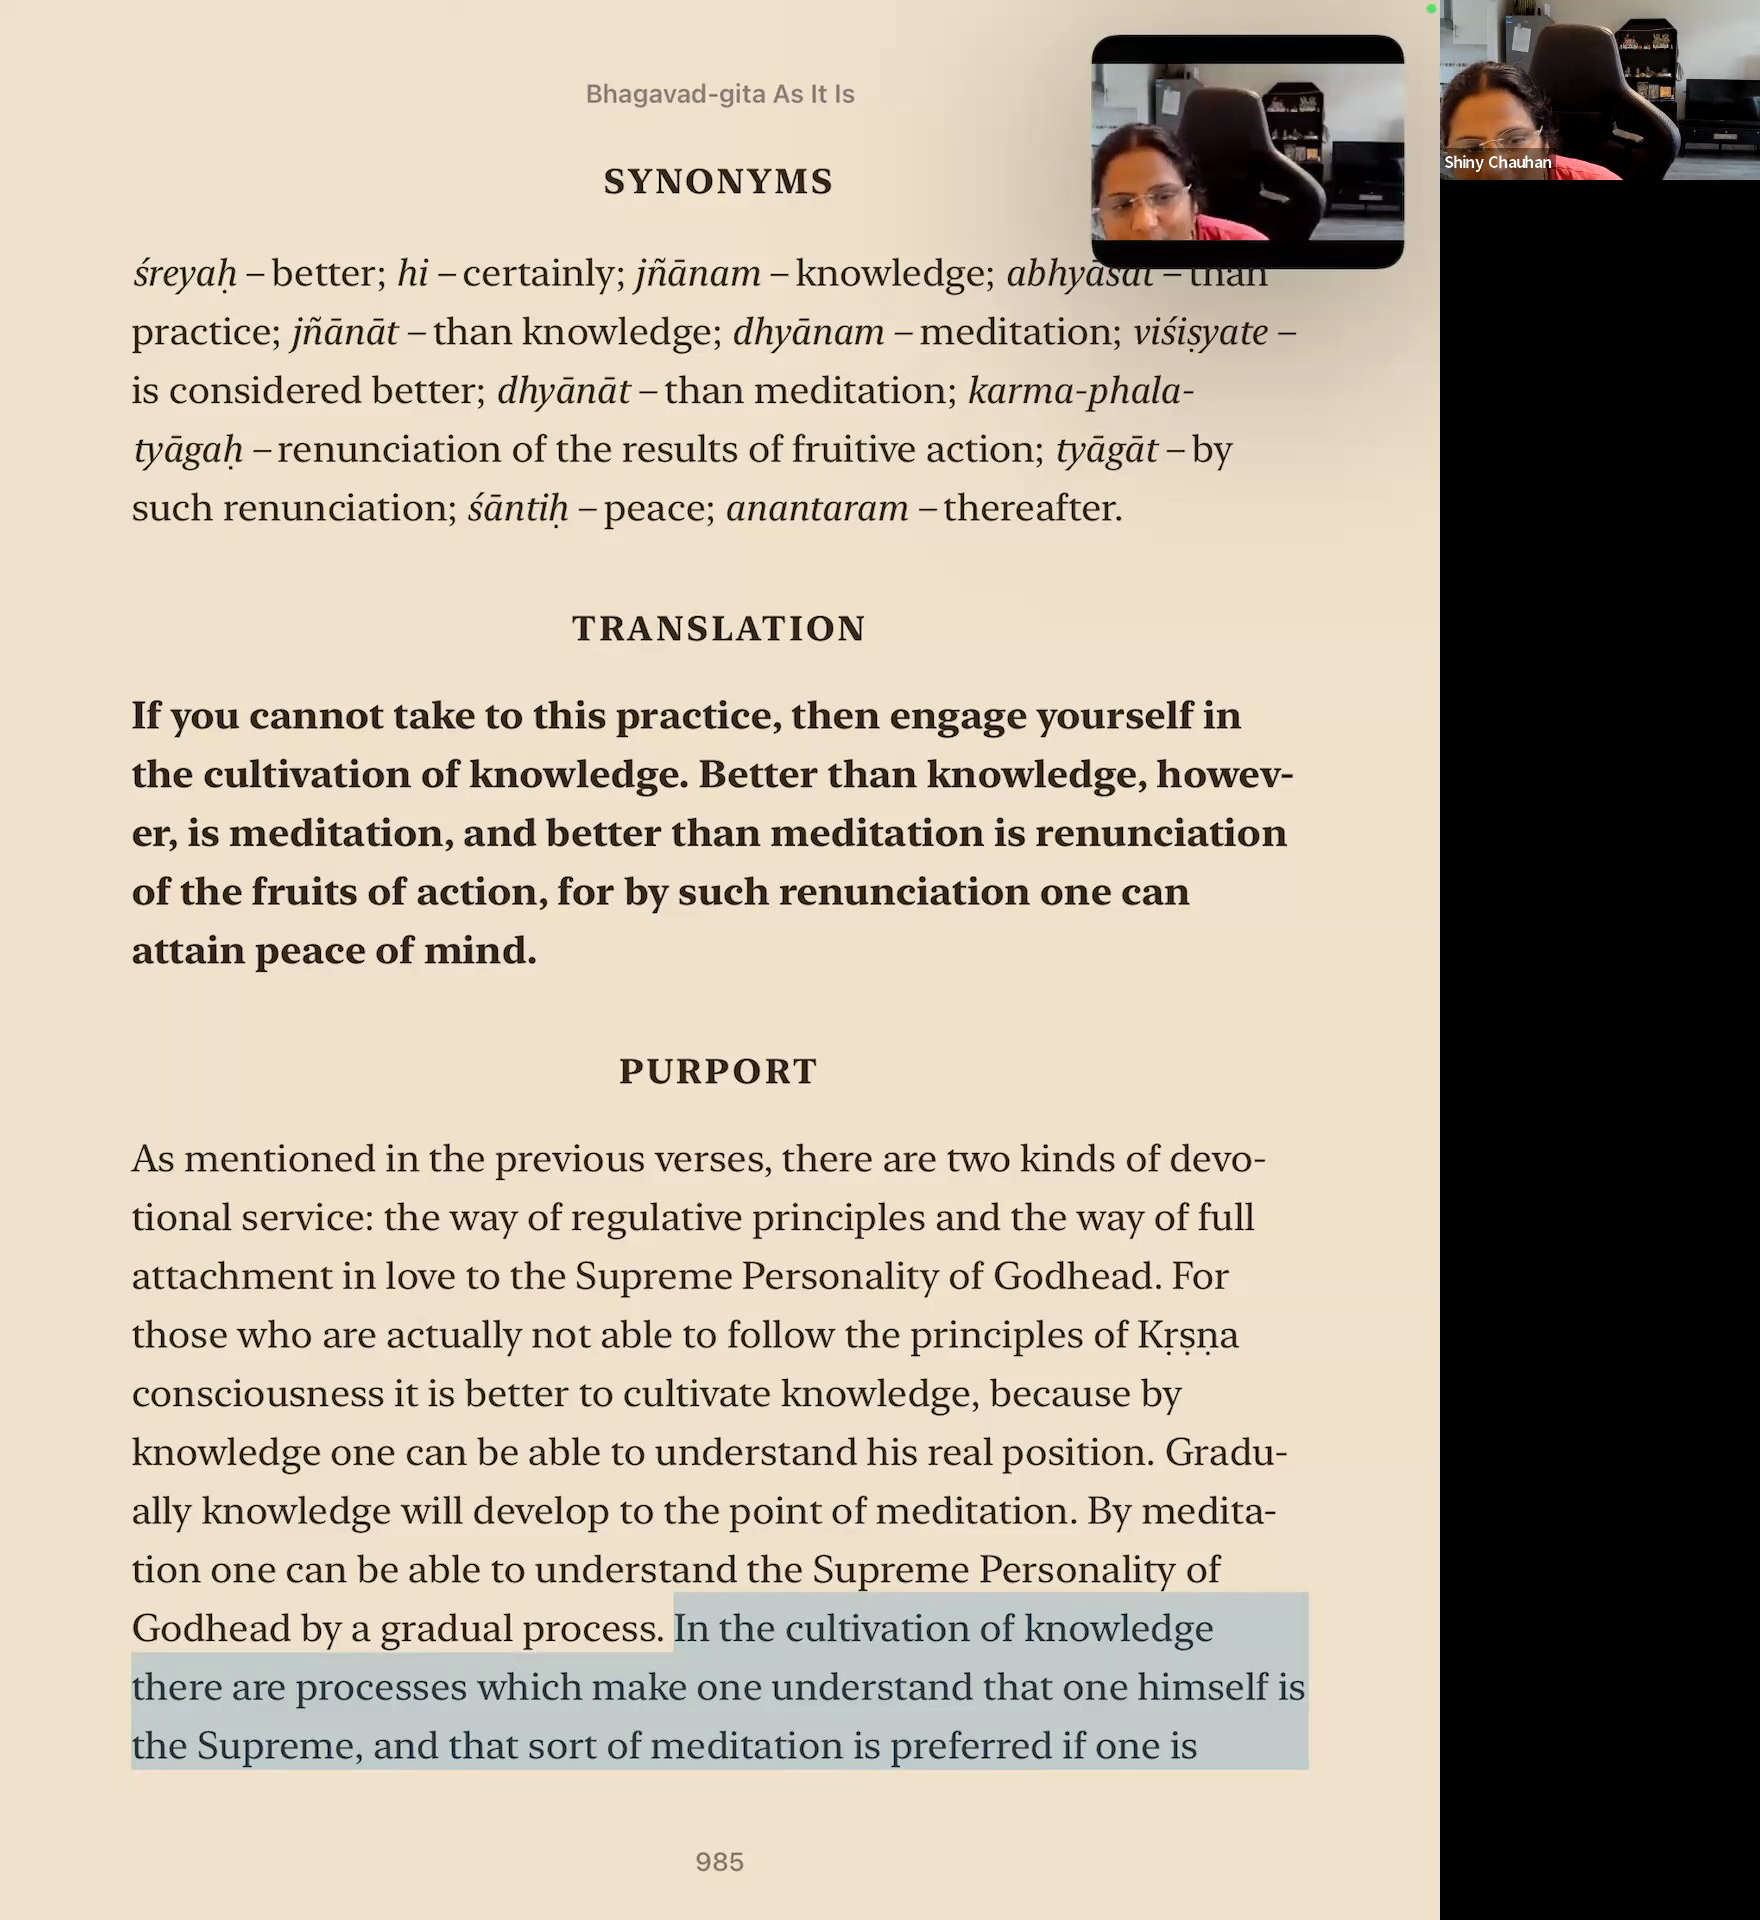 Bhagavad-gita As It Is
Shiny Chauhan
SYNONYMS
śreyaḥ – better; hi – certainly; jñānam – knowledge; abhyāsāt – than
practice; jñānāt – than knowledge; dhyānam – meditation; viśiṣyate –
is considered better; dhyānāt – than meditation; karma-phala-
tyāgaḥ – renunciation of the results of fruitive action; tyāgāt – by
such renunciation; śāntiḥ – peace; anantaram – thereafter.
TRANSLATION
If you cannot take to this practice, then engage yourself in
the cultivation of knowledge. Better than knowledge, howev-
er, is meditation, and better than meditation is renunciation
of the fruits of action, for by such renunciation one can
attain peace of mind.
PURPORT
As mentioned in the previous verses, there are two kinds of devo-
tional service: the way of regulative principles and the way of full
attachment in love to the Supreme Personality of Godhead. For
those who are actually not able to follow the principles of Kṛṣṇa
consciousness it is better to cultivate knowledge, because by
knowledge one can be able to understand his real position. Gradu-
ally knowledge will develop to the point of meditation. By medita-
tion one can be able to understand the Supreme Personality of
Godhead by a gradual process. In the cultivation of knowledge
there are processes which make one understand that one himself is
the Supreme, and that sort of meditation is preferred if one is
985